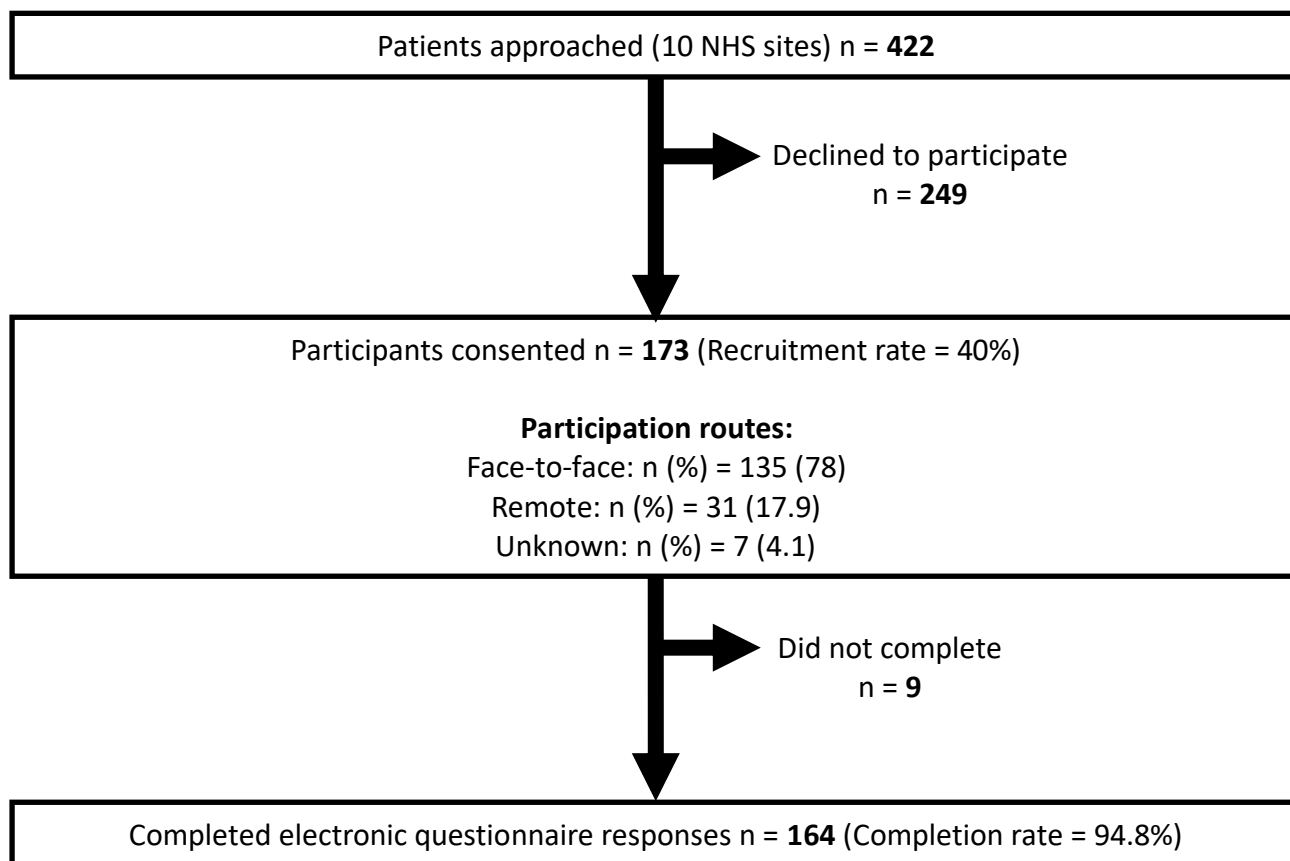 Patients approached (10 NHS sites) n = 422
Declined to participate
n = 249
Participants consented n = 173 (Recruitment rate = 40%)
Participation routes:
Face-to-face: n (%) = 135 (78)
Remote: n (%) = 31 (17.9)
Unknown: n (%) = 7 (4.1)
Did not complete
n = 9
Completed electronic questionnaire responses n = 164 (Completion rate = 94.8%)